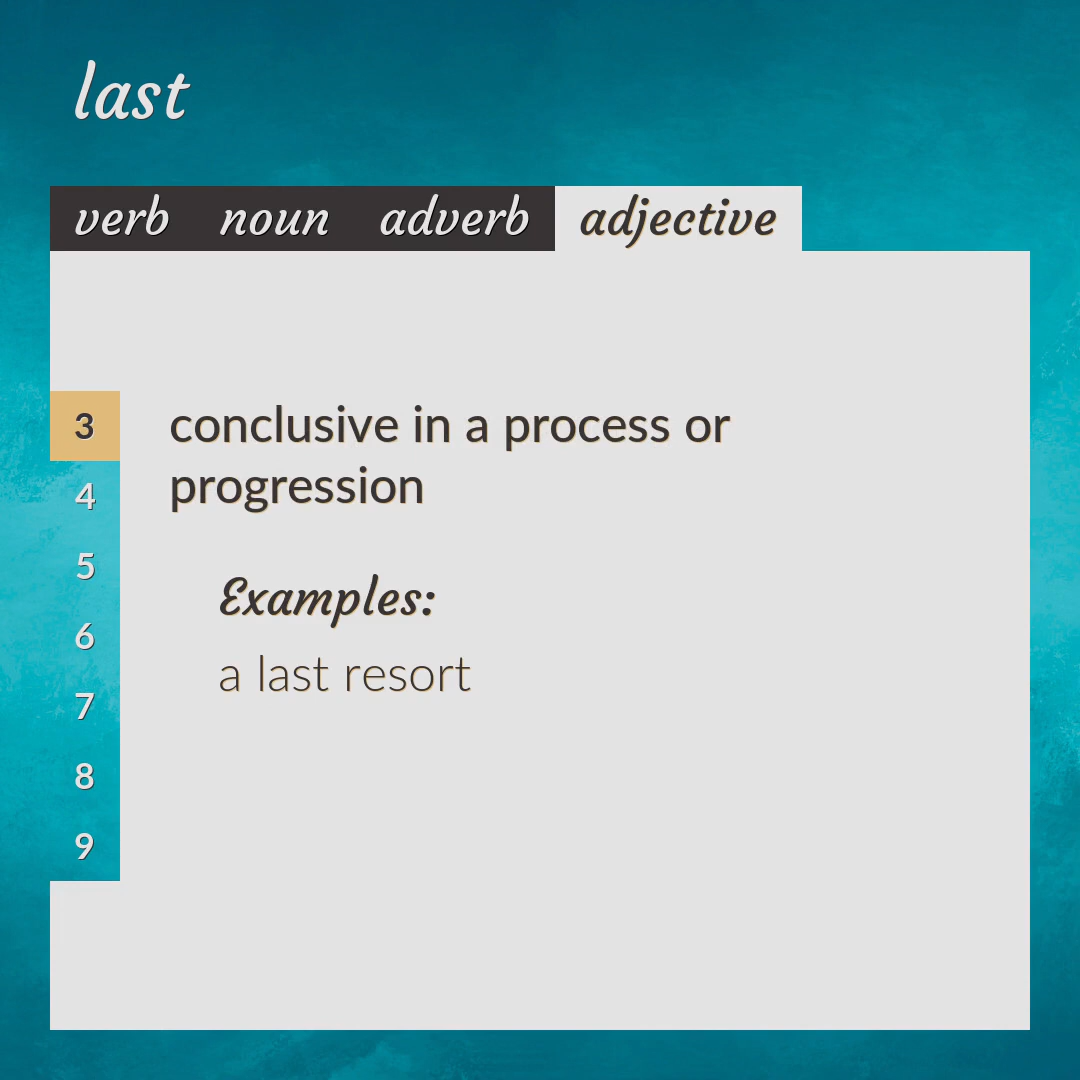 last
verb noun adverb adjective
3 conclusive in a process or
progression
4
5
Examples:
6
a last resort
7
8
9